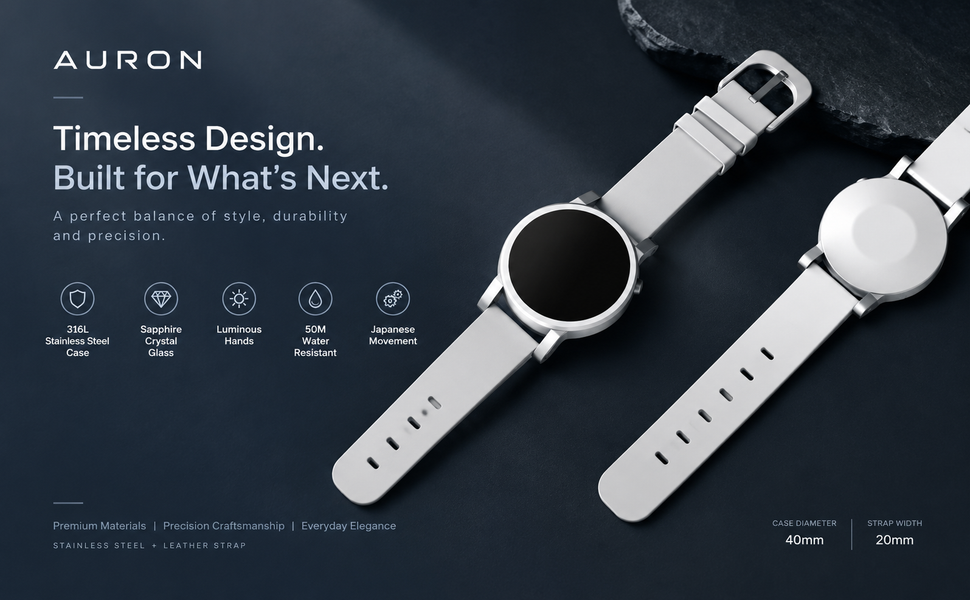 AURON
Timeless Design.
Built for What's Next.
A perfect balance of style, durability
and precision.
316L
Stainless Steel
Case
Sapphire
Crystal
Glass
Luminous
Hands
50M
Water
Resistant
Japanese
Movement
Premium Materials | Precision Craftsmanship | Everyday Elegance
STAINLESS STEEL + LEATHER STRAP
CASE DIAMETER
40mm
STRAP WIDTH
20mm